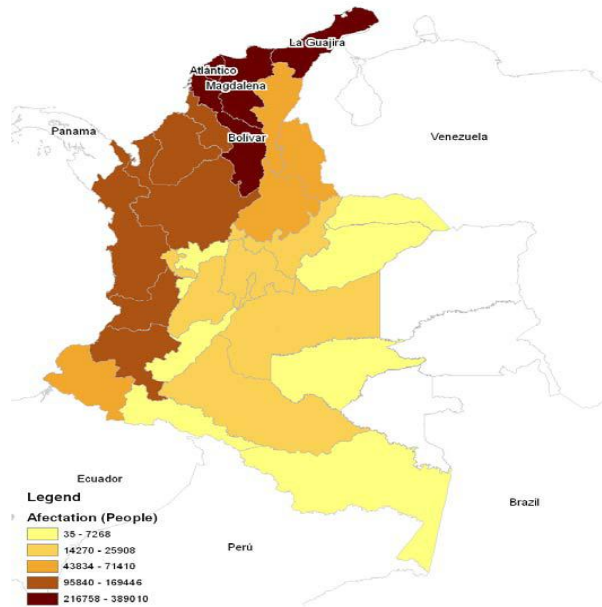 La Guajira
Atlántico
Magdalena
Panama
Bolívar
Venezuela
Ecuador
Legend
Brazil
Afectation (People)
35 - 7268
Perú
14270 - 25908
43834 - 71410
95840 - 169446
216758 - 389010